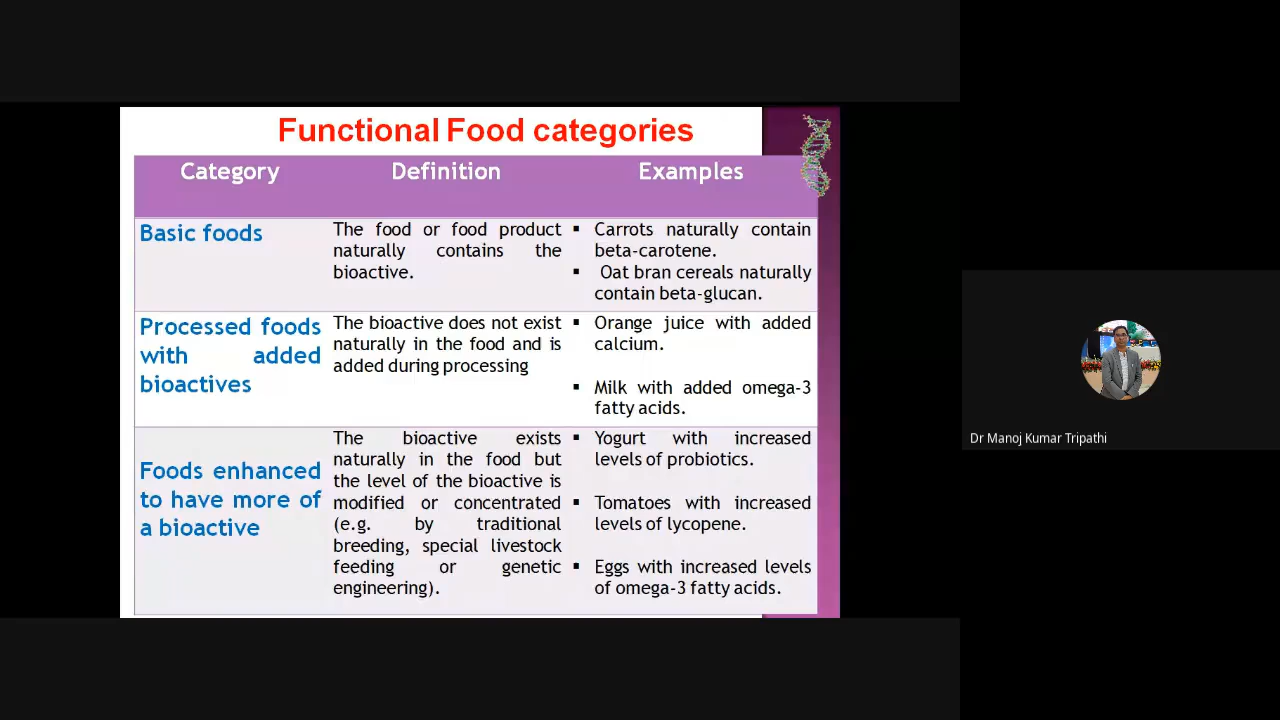 Functional Food categories
Category Definition Examples
Basic foods
The food or food product
naturally contains the
bioactive.
▪ Carrots naturally contain
beta-carotene.
▪ Oat bran cereals naturally
contain beta-glucan.
Processed foods
with added
bioactives
The bioactive does not exist
naturally in the food and is
added during processing
▪ Orange juice with added
calcium.
▪ Milk with added omega-3
fatty acids.
Foods enhanced
to have more of
a bioactive
The bioactive exists
naturally in the food but
the level of the bioactive is
modified or concentrated
(e.g. by traditional
breeding, special livestock
feeding or genetic
engineering).
▪ Yogurt with increased
levels of probiotics.
▪ Tomatoes with increased
levels of lycopene.
▪ Eggs with increased levels
of omega-3 fatty acids.
Dr Manoj Kumar Tripathi